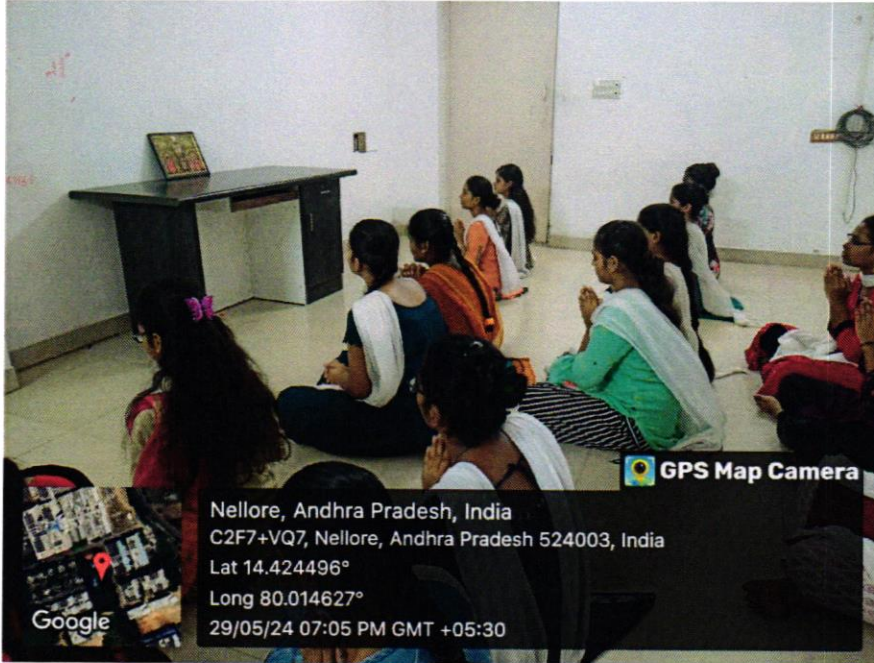 GPS Map Camera
Nellore, Andhra Pradesh, India
C2F7+VQ7, Nellore, Andhra Pradesh 524003, India
Lat 14.424496°
Long 80.014627°
29/05/24 07:05 PM GMT +05:30
Google